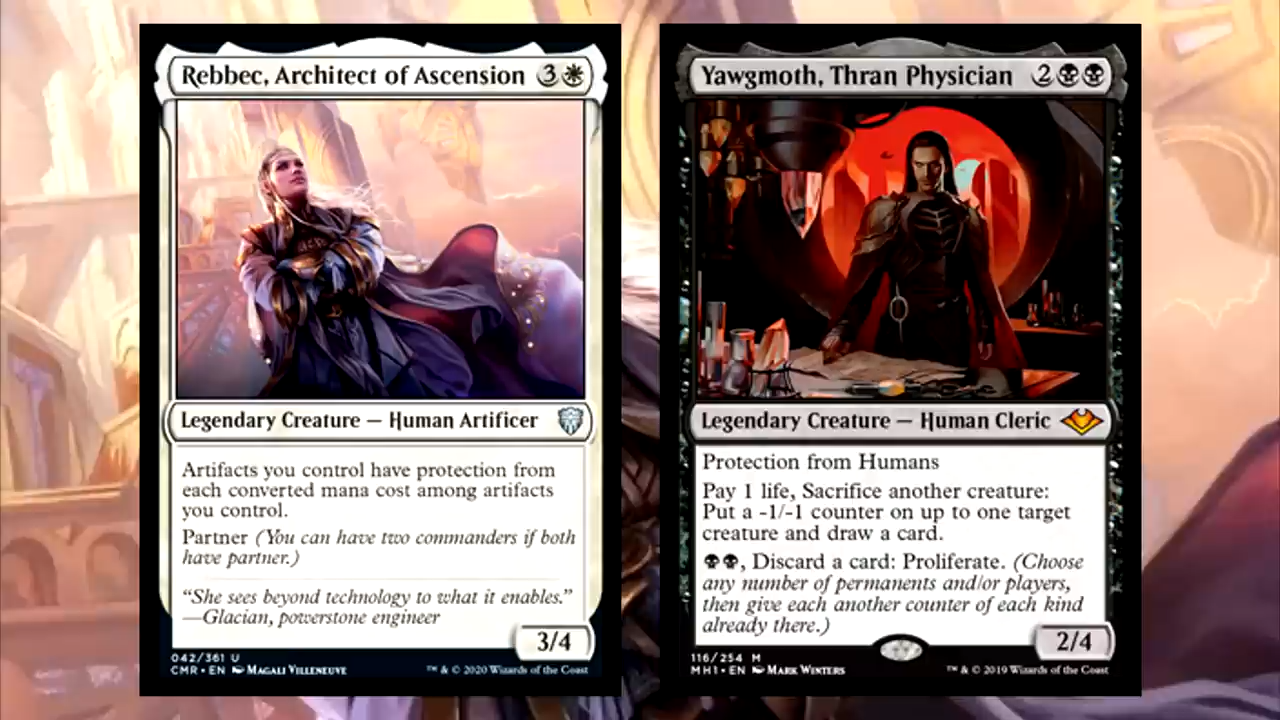 Rebbec, Architect of Ascension 3
Legendary Creature — Human Artificer
Artifacts you control have protection from
each converted mana cost among artifacts
you control.
Partner (You can have two commanders if both
have partner.)
“She sees beyond technology to what it enables.”
—Glacian, powerstone engineer
3/4
042/361 U
CMR • EN Magali Villeneuve
™ & © 2020 Wizards of the Coast
Yawgmoth, Thran Physician 2
Legendary Creature — Human Cleric
Protection from Humans
Pay 1 life, Sacrifice another creature:
Put a -1/-1 counter on up to one target
creature and draw a card.
, Discard a card: Proliferate. (Choose
any number of permanents and/or players,
then give each another counter of each kind
already there.)
2/4
116/254 M
MH1 • EN Mark Winters
™ & © 2019 Wizards of the Coast